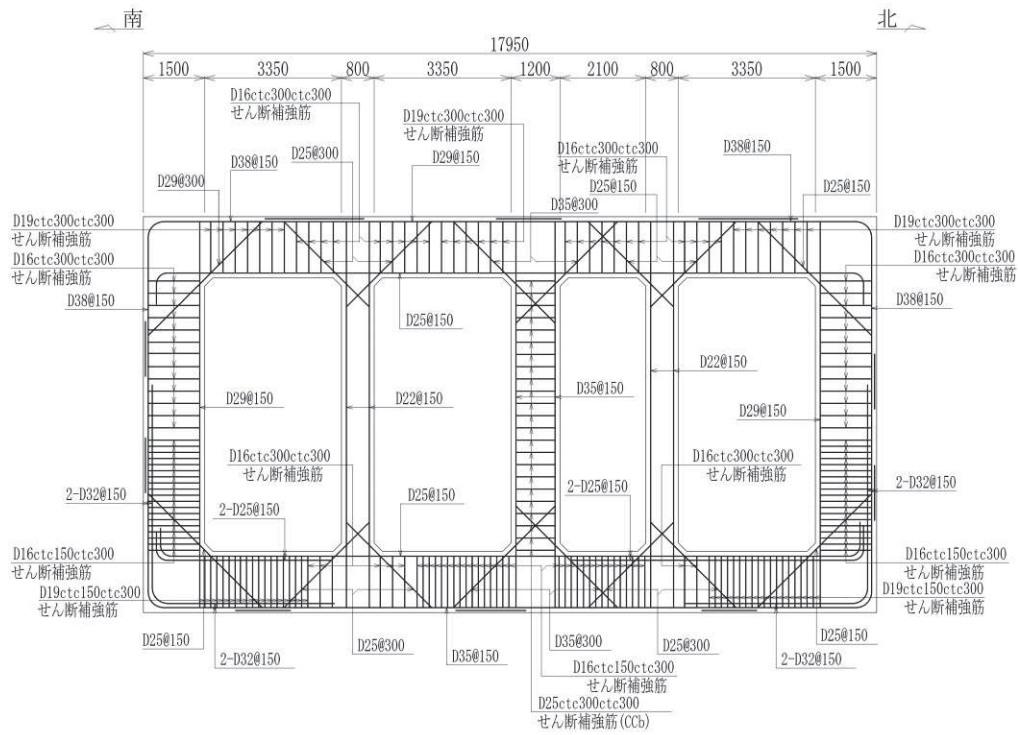 南
北
17950
1500
3350
800
3350
1200
2100
800
3350
1500
D16ctc300ctc300
せん断補強筋
D19ctc300ctc300
せん断補強筋
D16ctc300ctc300
せん断補強筋
D38@150
D25@300
D29@150
D38@150
D29@300
D25@150
D25@150
D35@300
D19ctc300ctc300
せん断補強筋
D19ctc300ctc300
せん断補強筋
D16ctc300ctc300
せん断補強筋
D16ctc300ctc300
せん断補強筋
D38@150
D38@150
D25@150
D22@150
D29@150
D22@150
D35@150
D29@150
D16ctc300ctc300
せん断補強筋
D16ctc300ctc300
せん断補強筋
2-D32@150
D25@150
2-D25@150
2-D32@150
2-D25@150
D16ctc150ctc300
せん断補強筋
D16ctc150ctc300
せん断補強筋
D19ctc150ctc300
せん断補強筋
D19ctc150ctc300
せん断補強筋
D25@150
D25@300
D35@300
D25@300
D25@150
2-D32@150
D35@150
2-D32@150
D16ctc150ctc300
せん断補強筋
D25ctc300ctc300
せん断補強筋(CCb)